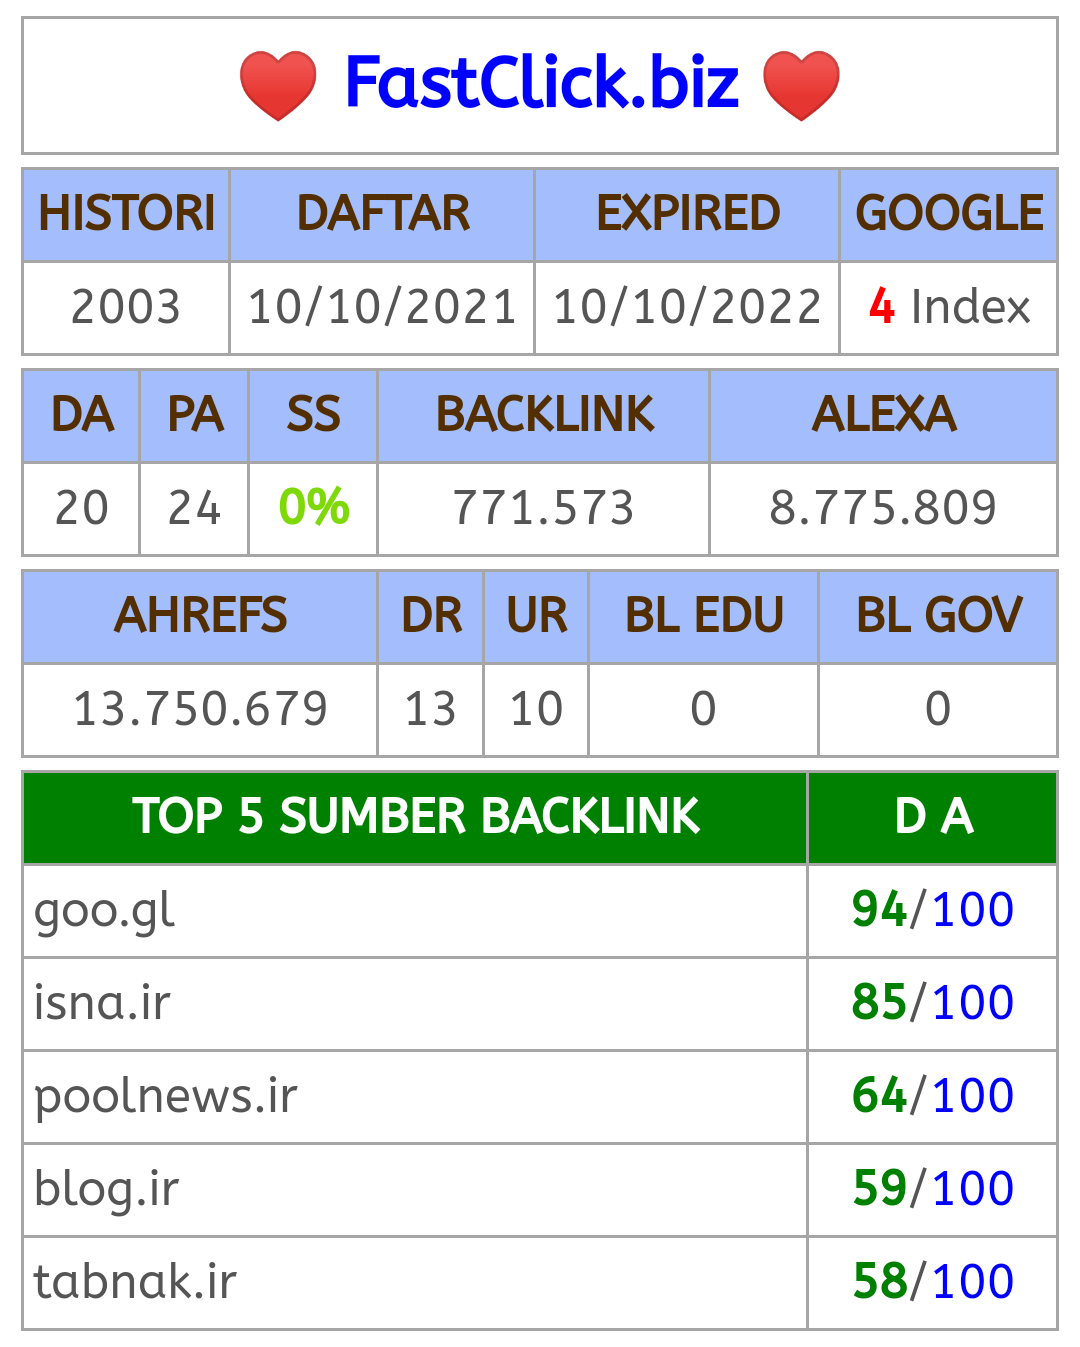 ❤️ FastClick.biz ❤️
HISTORI DAFTAR EXPIRED GOOGLE
2003 10/10/2021 10/10/2022 4 Index
DA PA SS BACKLINK ALEXA
20 24 0% 771.573 8.775.809
AHREFS DR UR BL EDU BL GOV
13.750.679 13 10 0 0
TOP 5 SUMBER BACKLINK D A
goo.gl 94/100
isna.ir 85/100
poolnews.ir 64/100
blog.ir 59/100
tabnak.ir 58/100